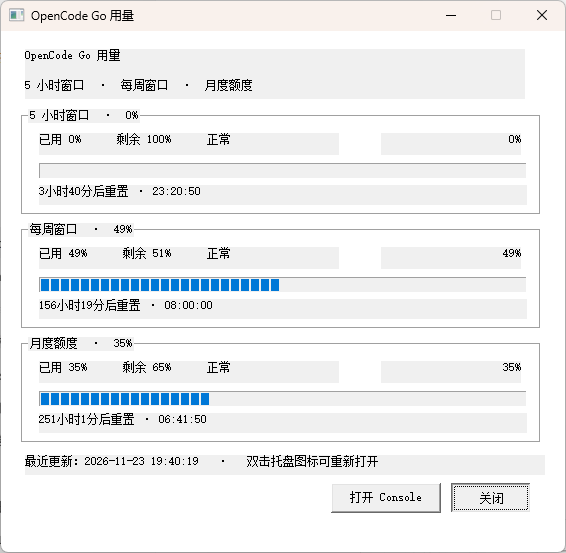 OpenCode Go 用量
OpenCode Go 用量
5 小时窗口 · 每周窗口 · 月度额度
5 小时窗口 · 0%
已用 0% 剩余 100% 正常 0%
3小时40分后重置 · 23:20:50
每周窗口 · 49%
已用 49% 剩余 51% 正常 49%
156小时19分后重置 · 08:00:00
月度额度 · 35%
已用 35% 剩余 65% 正常 35%
251小时1分后重置 · 06:41:50
最近更新：2026-11-23 19:40:19 · 双击托盘图标可重新打开
打开 Console 关闭